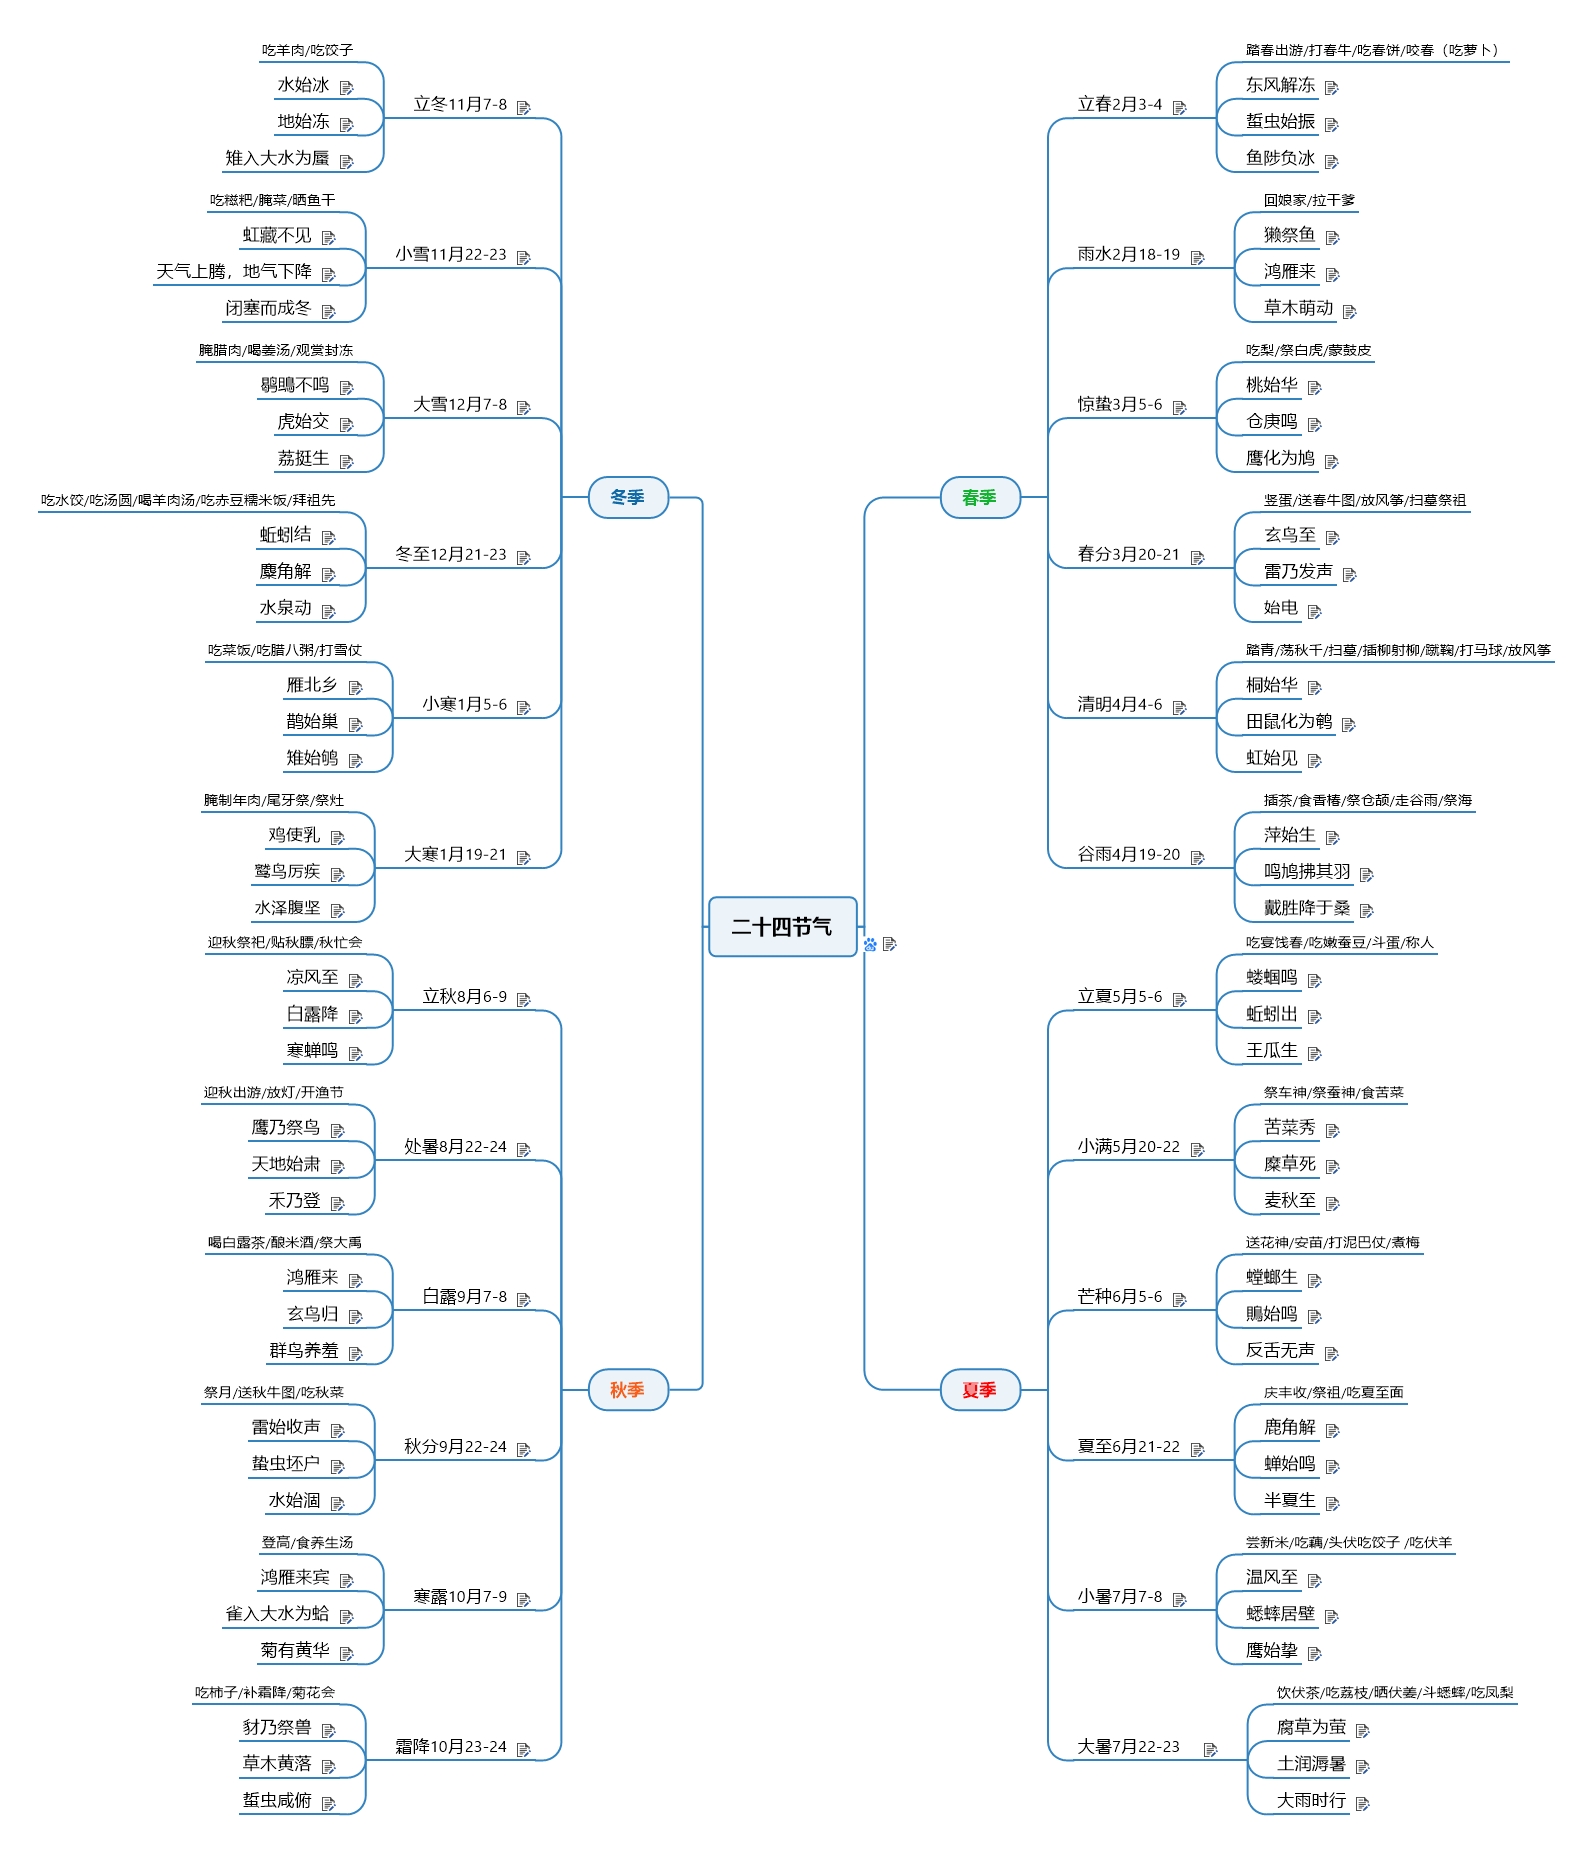 二十四节气
春季
立春2月3-4
踏春出游/打春牛/吃春饼/咬春（吃萝卜）
东风解冻
蜇虫始振
鱼陟负冰
雨水2月18-19
回娘家/拉干爹
獭祭鱼
鸿雁来
草木萌动
惊蛰3月5-6
吃梨/祭白虎/蒙鼓皮
桃始华
仓庚鸣
鹰化为鸠
春分3月20-21
竖蛋/送春牛图/放风筝/扫墓祭祖
玄鸟至
雷乃发声
始电
清明4月4-6
踏青/荡秋千/扫墓/插柳射柳/蹴鞠/打马球/放风筝
桐始华
田鼠化为鹌
虹始见
谷雨4月19-20
插茶/食香椿/祭仓颉/走谷雨/祭海
萍始生
鸣鸠拂其羽
戴胜降于桑
夏季
立夏5月5-6
吃宴饯春/吃嫩蚕豆/斗蛋/称人
蝼蝈鸣
蚯蚓出
王瓜生
小满5月20-22
祭车神/祭蚕神/食苦菜
苦菜秀
糜草死
麦秋至
芒种6月5-6
送花神/安苗/打泥巴仗/煮梅
螳螂生
鵙始鸣
反舌无声
夏至6月21-22
庆丰收/祭祖/吃夏至面
鹿角解
蝉始鸣
半夏生
小暑7月7-8
尝新米/吃藕/头伏吃饺子 /吃伏羊
温风至
蟋蟀居壁
鹰始挚
大暑7月22-23
饮伏茶/吃荔枝/晒伏姜/斗蟋蟀/吃凤梨
腐草为萤
土润溽暑
大雨时行
冬季
立冬11月7-8
吃羊肉/吃饺子
水始冰
地始冻
雉入大水为蜃
小雪11月22-23
吃糍粑/腌菜/晒鱼干
虹藏不见
天气上腾，地气下降
闭塞而成冬
大雪12月7-8
腌腊肉/喝姜汤/观赏封冻
鹖鴠不鸣
虎始交
荔挺生
冬至12月21-23
吃水饺/吃汤圆/喝羊肉汤/吃赤豆糯米饭/拜祖先
蚯蚓结
麋角解
水泉动
小寒1月5-6
吃菜饭/吃腊八粥/打雪仗
雁北乡
鹊始巢
雉始鸲
大寒1月19-21
腌制年肉/尾牙祭/祭灶
鸡使乳
鹫鸟厉疾
水泽腹坚
秋季
立秋8月6-9
迎秋祭祀/贴秋膘/秋忙会
凉风至
白露降
寒蝉鸣
处暑8月22-24
迎秋出游/放灯/开渔节
鹰乃祭鸟
天地始肃
禾乃登
白露9月7-8
喝白露茶/酿米酒/祭大禹
鸿雁来
玄鸟归
群鸟养羞
秋分9月22-24
祭月/送秋牛图/吃秋菜
雷始收声
蛰虫坯户
水始涸
寒露10月7-9
登高/食养生汤
鸿雁来宾
雀入大水为蛤
菊有黄华
霜降10月23-24
吃柿子/补霜降/菊花会
豺乃祭兽
草木黄落
蜇虫咸俯